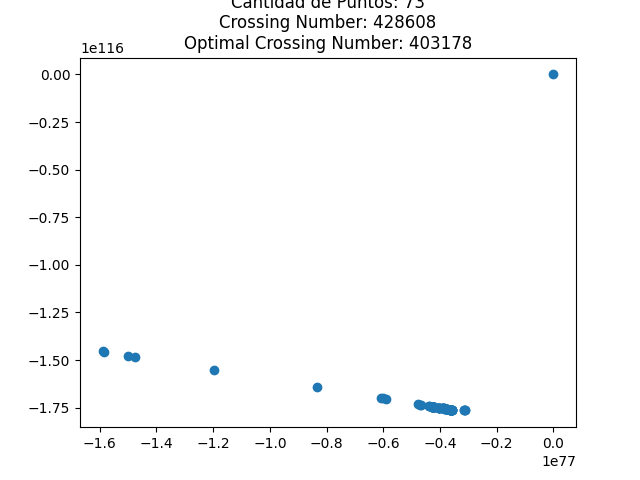 Cantidad de Puntos: 73
Crossing Number: 428608
Optimal Crossing Number: 403178
1e116
0.00
−0.25
−0.50
−0.75
−1.00
−1.25
−1.50
−1.75
−1.6 −1.4 −1.2 −1.0 −0.8 −0.6 −0.4 −0.2 0.0
1e77